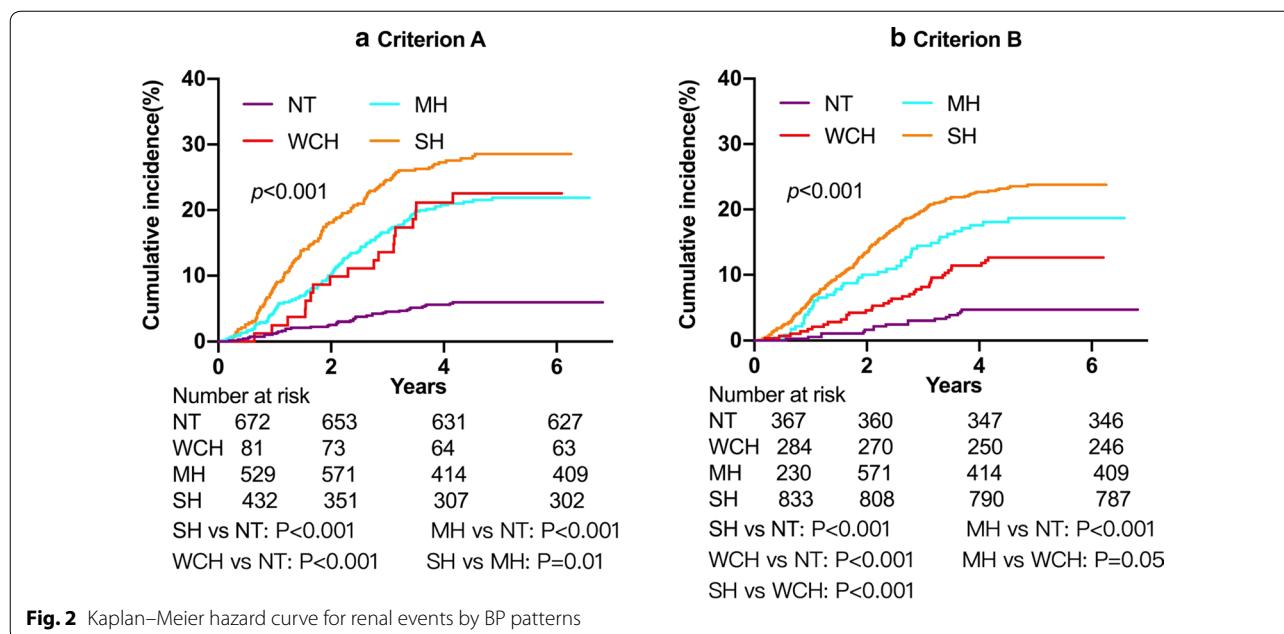 a Criterion A
Cumulative incidence(%)
40
30
20
10
0
NT
MH
WCH
SH
p<0.001
0 2 4 6
Years
Number at risk
NT 672 653 631 627
WCH 81 73 64 63
MH 529 571 414 409
SH 432 351 307 302
SH vs NT: P<0.001 MH vs NT: P<0.001
WCH vs NT: P<0.001 SH vs MH: P=0.01
b Criterion B
Cumulative incidence(%)
40
30
20
10
0
NT
MH
WCH
SH
p<0.001
0 2 4 6
Years
Number at risk
NT 367 360 347 346
WCH 284 270 250 246
MH 230 571 414 409
SH 833 808 790 787
SH vs NT: P<0.001 MH vs NT: P<0.001
WCH vs NT: P<0.001 MH vs WCH: P=0.05
SH vs WCH: P<0.001
Fig. 2 Kaplan–Meier hazard curve for renal events by BP patterns